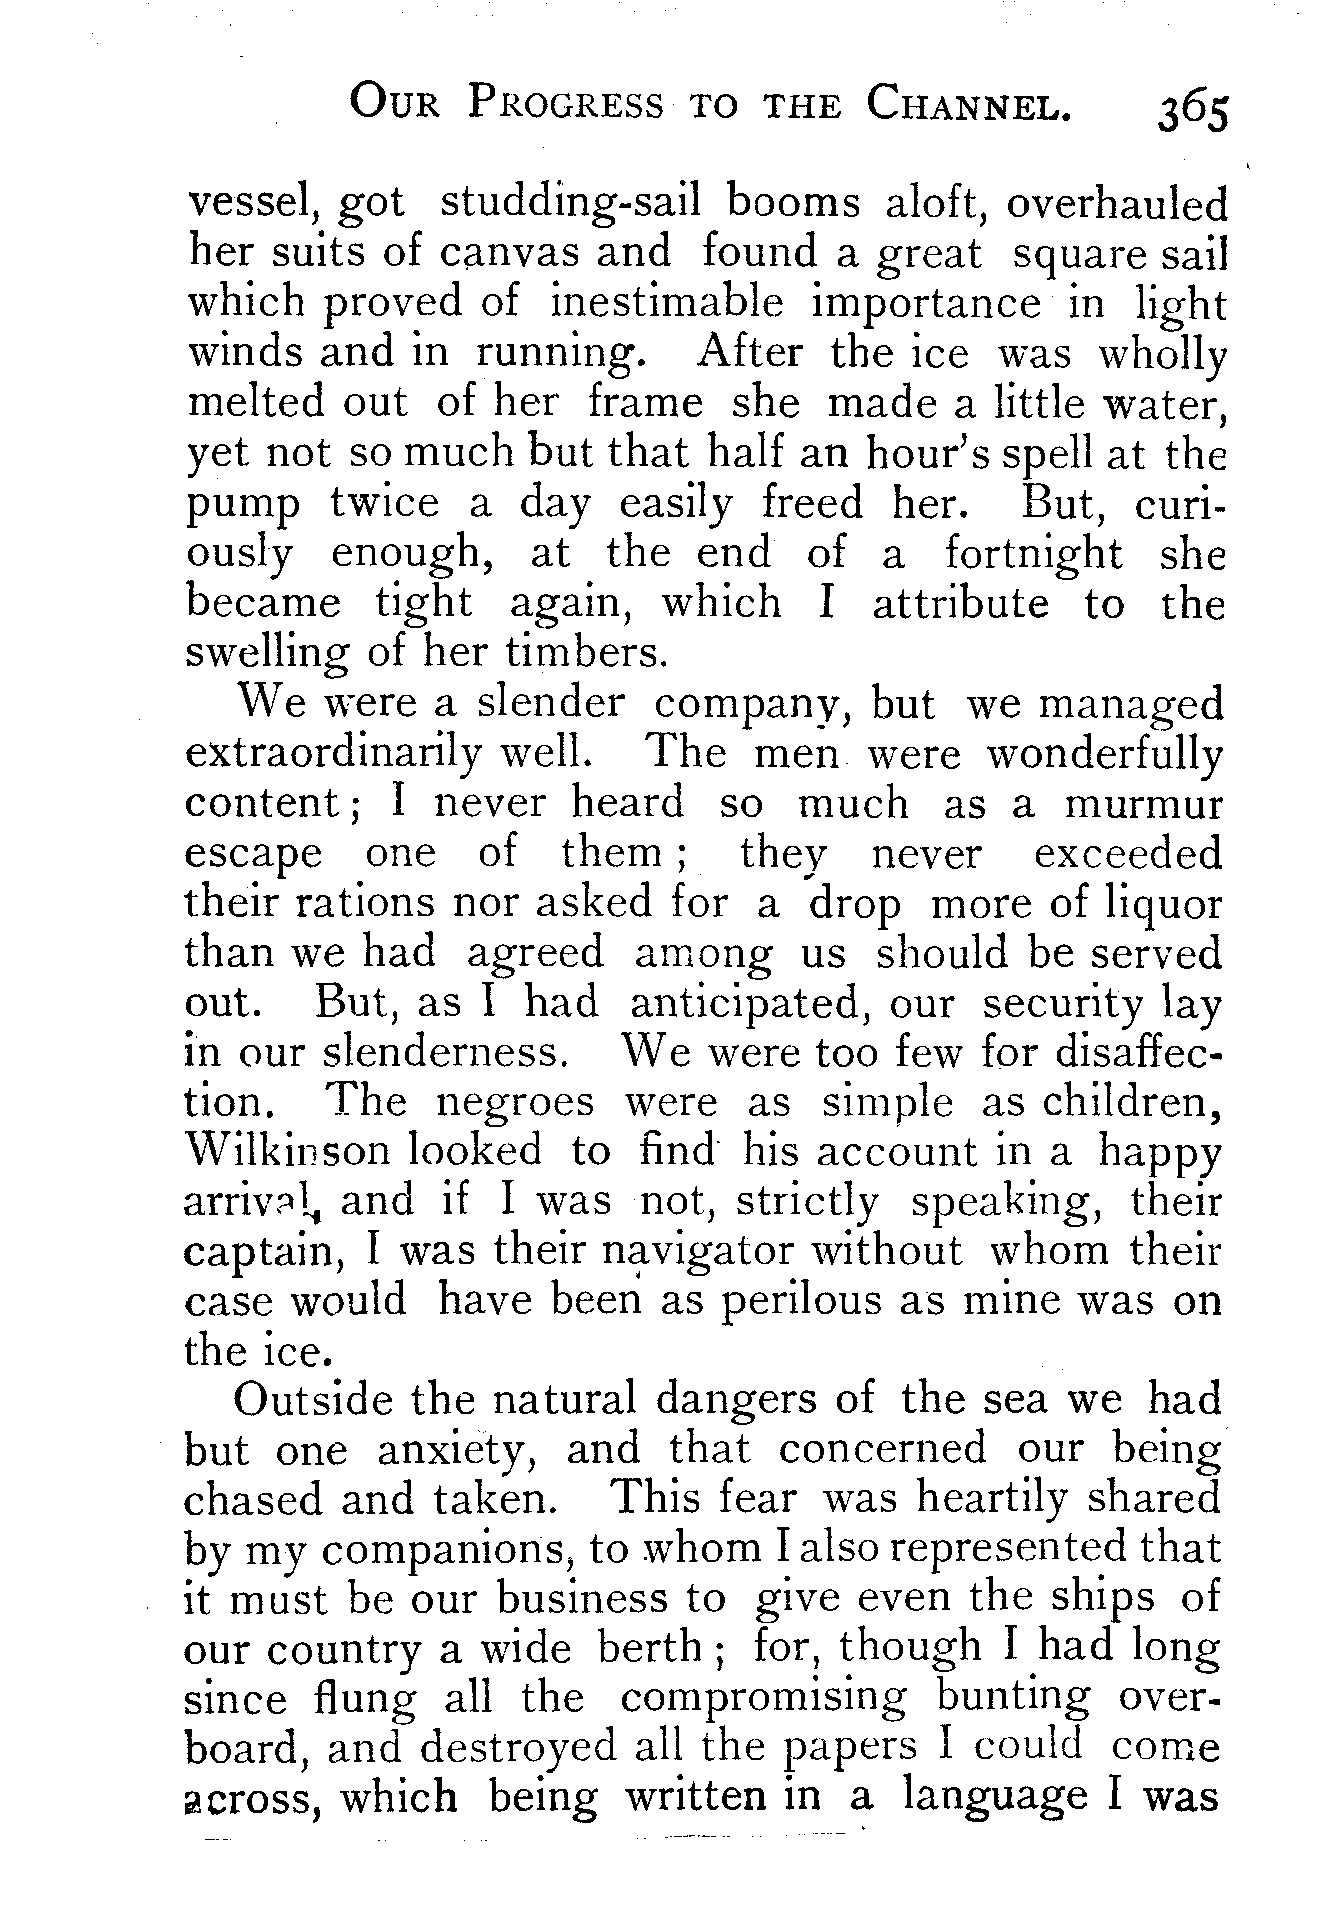 OUR PROGRESS TO THE CHANNEL. 365
vessel, got studding-sail booms aloft, overhauled
her suits of canvas and found a great square sail
which proved of inestimable importance in light
winds and in running. After the ice was wholly
melted out of her frame she made a little water,
yet not so much but that half an hour's spell at the
pump twice a day easily freed her. But, curi-
ously enough, at the end of a fortnight she
became tight again, which I attribute to the
swelling of her timbers.
We were a slender company, but we managed
extraordinarily well. The men were wonderfully
content ; I never heard so much as a murmur
escape one of them ; they never exceeded
their rations nor asked for a drop more of liquor
than we had agreed among us should be served
out. But, as I had anticipated, our security lay
in our slenderness. We were too few for disaffec-
tion. The negroes were as simple as children,
Wilkinson looked to find his account in a happy
arrival, and if I was not, strictly speaking, their
captain, I was their navigator without whom their
case would have been as perilous as mine was on
the ice.
Outside the natural dangers of the sea we had
but one anxiety, and that concerned our being
chased and taken. This fear was heartily shared
by my companions, to whom I also represented that
it must be our business to give even the ships of
our country a wide berth ; for, though I had long
since flung all the compromising bunting over-
board, and destroyed all the papers I could come
across, which being written in a language I was